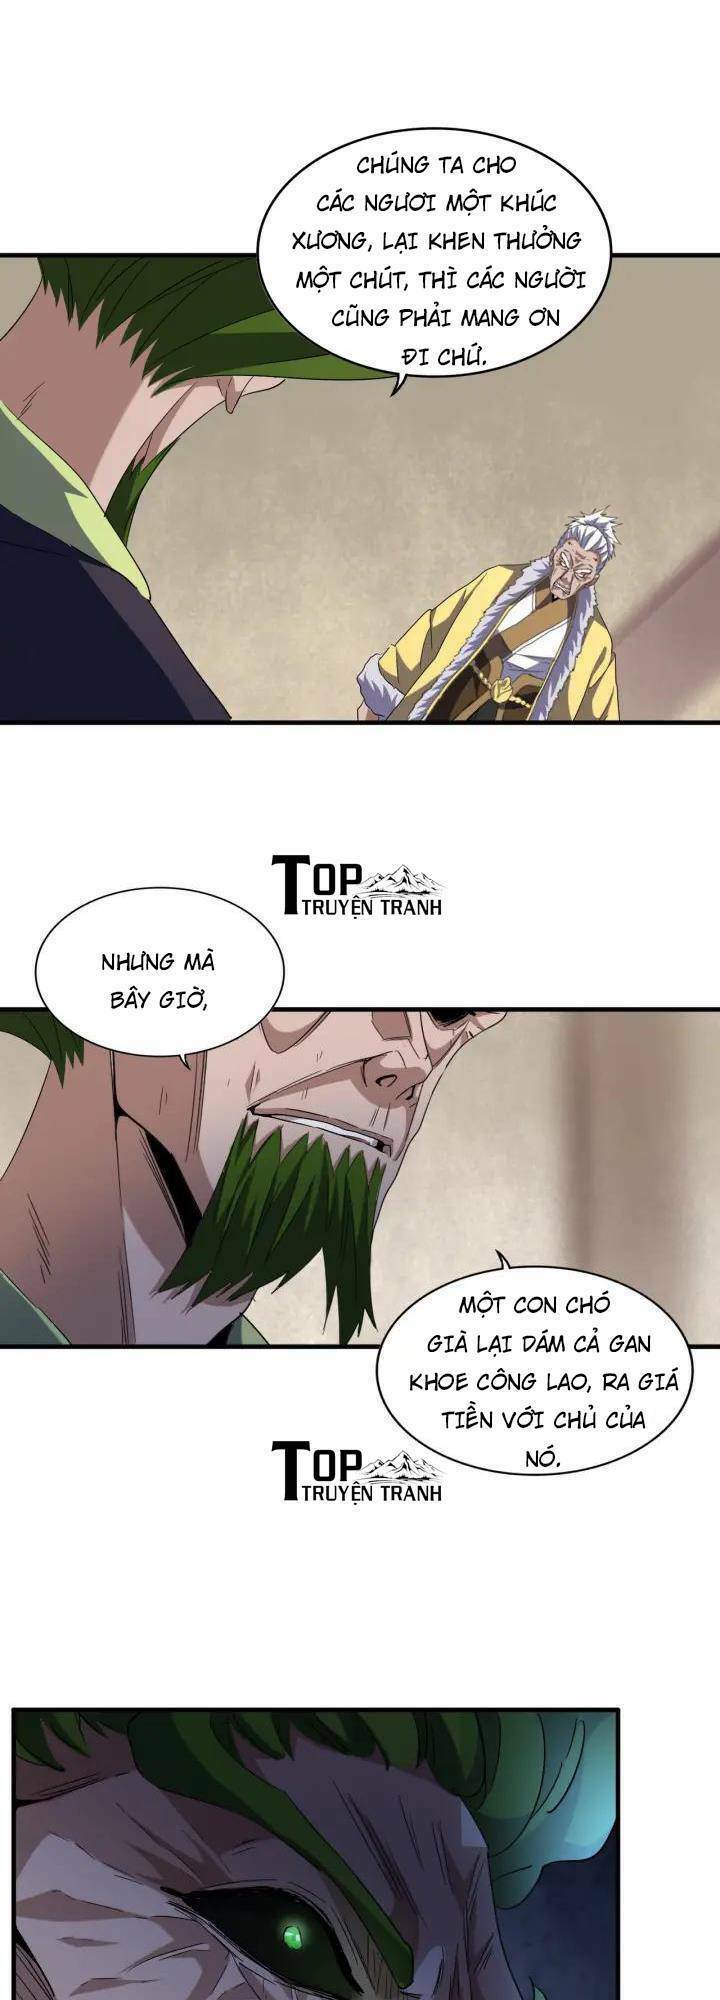 CHÚNG TA CHO
CÁC NGƯƠI MỘT KHÚC
XƯƠNG, LẠI KHEN THƯỞNG
MỘT CHÚT, THÌ CÁC NGƯỜI
CŨNG PHẢI MANG ƠN
ĐI CHỨ.
TOP
TRUYỆN TRANH
NHƯNG MÀ
BÂY GIỜ,
MỘT CON CHÓ
GIÀ LẠI DÁM CẢ GAN
KHOE CÔNG LAO, RA GIÁ
TIỀN VỚI CHỦ CỦA
NÓ.
TOP
TRUYỆN TRANH